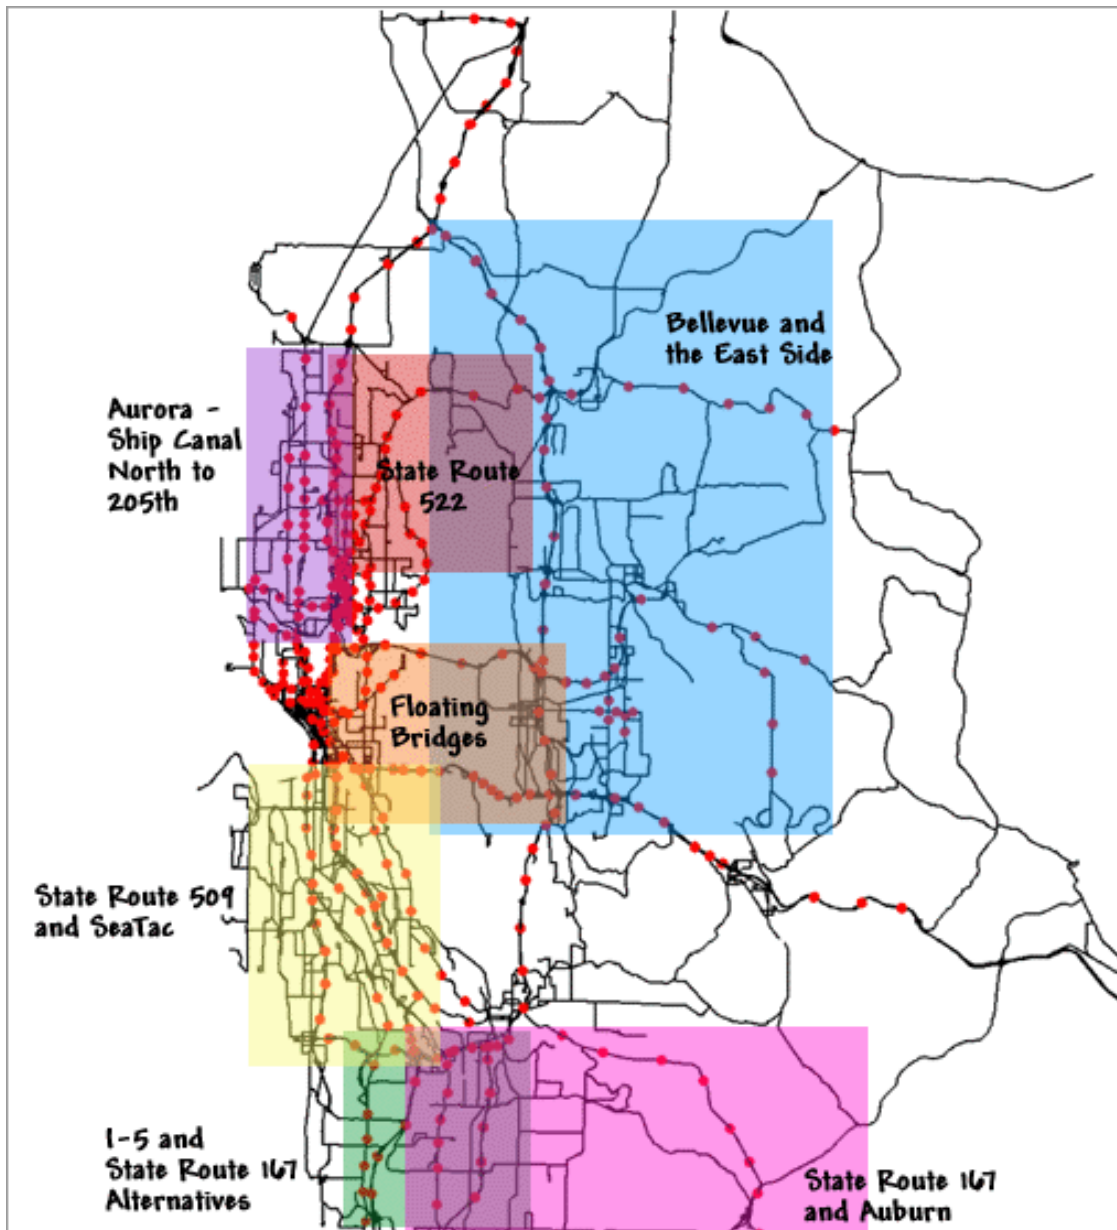 Bellevue and
the East Side
Aurora -
Ship Canal
North to
205th
State Route
522
Floating
Bridges
State Route 509
and SeaTac
I-5 and
State Route 167
Alternatives
State Route 167
and Auburn